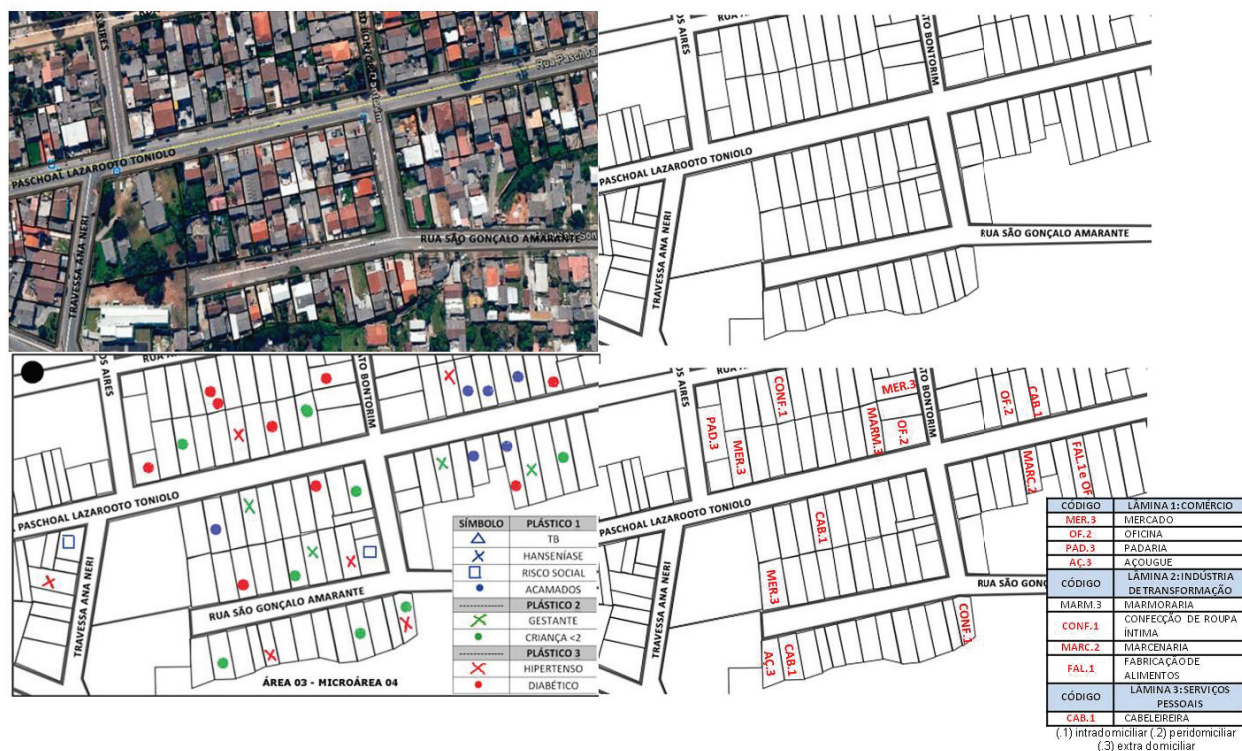 OS AIRES
TO BONTORIM
Rua Paschoal
PASCHOAL LAZAROOTO TONIOLO
TRAVESSA ANA NERI
RUA SÃO GONÇALO AMARANTE
RUA
OS AIRES
ATO BONTORIM
PASCHOAL LAZAROOTO TONIOLO
TRAVESSA ANA NERI
RUA SÃO GONÇALO AMARANTE
OS AIRES
ATO BONTORIM
PASCHOAL LAZAROOTO TONIOLO
TRAVESSA ANA NERI
RUA SÃO GONÇALO AMARANTE
ÁREA 03 - MICROÁREA 04
SÍMBOLO PLÁSTICO 1
TB
HANSENÍASE
RISCO SOCIAL
ACAMADOS
------------- PLÁSTICO 2
GESTANTE
CRIANÇA <2
------------- PLÁSTICO 3
HIPERTENSO
DIABÉTICO
OS AIRES
ATO BONTORIM
PASCHOAL LAZAROOTO TONIOLO
TRAVESSA ANA NERI
RUA SÃO GONÇALO
PAD.3
MER.3
CONF.1
MARM.3
MER.3
OF.2
OF.2
CAB.1
MARC.2
FAL.1 e OF
CAB.1
MER.3
AÇ.3
CAB.1
CONF.1
CÓDIGO LÂMINA 1: COMÉRCIO
MER.3 MERCADO
OF.2 OFICINA
PAD.3 PADARIA
AÇ.3 AÇOUGUE
CÓDIGO LÂMINA 2: INDÚSTRIA
DE TRANSFORMAÇÃO
MARM.3 MARMORARIA
CONF.1 CONFECÇÃO DE ROUPA
ÍNTIMA
MARC.2 MARCENARIA
FAL.1 FABRICAÇÃO DE
ALIMENTOS
CÓDIGO LÂMINA 3: SERVIÇOS
PESSOAIS
CAB.1 CABELEIREIRA
(.1) intradomiciliar (.2) peridomiciliar
(.3) extra domiciliar